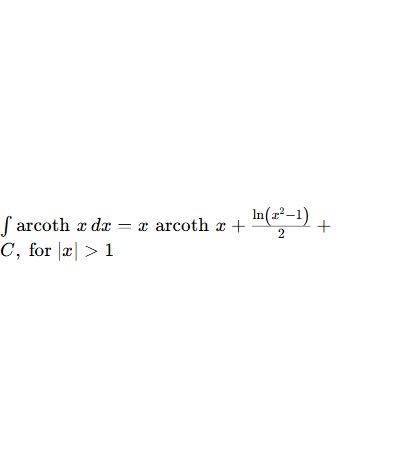 ∫ arcoth x dx = x arcoth x + ln(x²−1)/2 +
C, for |x| > 1